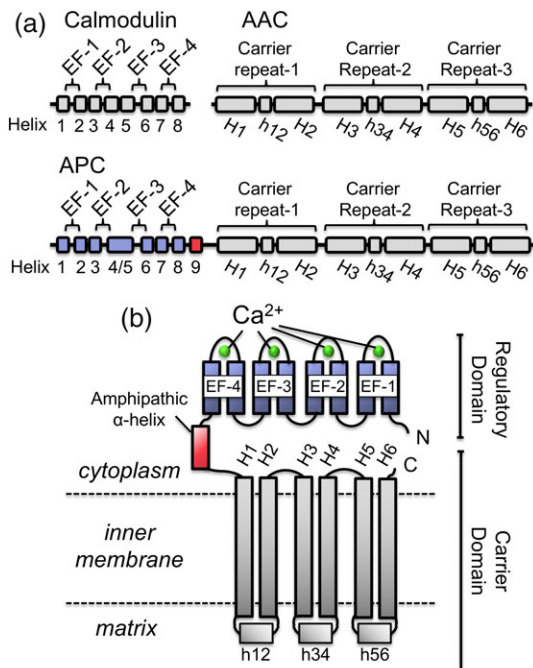 (a) Calmodulin AAC
EF-1 EF-2 EF-3 EF-4
Carrier repeat-1 Carrier Repeat-2 Carrier Repeat-3
Helix 1 2 3 4 5 6 7 8
H1 h12 H2 H3 h34 H4 H5 h56 H6
APC
EF-1 EF-2 EF-3 EF-4
Carrier repeat-1 Carrier Repeat-2 Carrier Repeat-3
Helix 1 2 3 4/5 6 7 8 9
H1 h12 H2 H3 h34 H4 H5 h56 H6
(b)
Ca2+
EF-4 EF-3 EF-2 EF-1
Regulatory Domain
Amphipathic
α-helix
N
H1 H2 H3 H4 H5 H6
C
cytoplasm
inner
membrane
Carrier Domain
matrix
h12 h34 h56